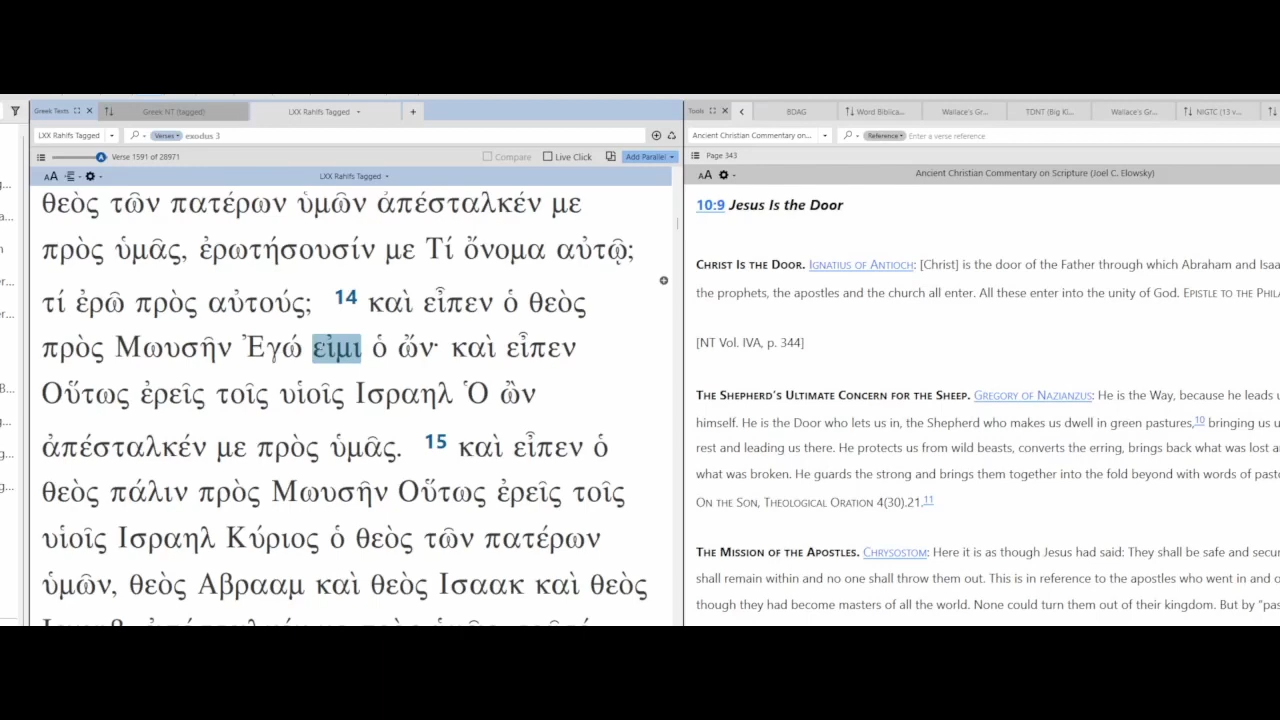 Greek Texts
Greek NT (tagged)
LXX Rahlfs Tagged
+
LXX Rahlfs Tagged
Verses
exodus 3
Verse 1591 of 28971
Compare
Live Click
Add Parallel
AA
LXX Rahlfs Tagged
θεὸς τῶν πατέρων ὑμῶν ἀπέσταλκέν με
πρὸς ὑμᾶς, ἐρωτήσουσίν με Τί ὄνομα αὐτῷ;
τί ἐρῶ πρὸς αὐτούς; 14 καὶ εἶπεν ὁ θεὸς
πρὸς Μωυσῆν Ἐγώ εἰμι ὁ ὤν· καὶ εἶπεν
Οὕτως ἐρεῖς τοῖς υἱοῖς Ισραηλ Ὁ ὢν
ἀπέσταλκέν με πρὸς ὑμᾶς. 15 καὶ εἶπεν ὁ
θεὸς πάλιν πρὸς Μωυσῆν Οὕτως ἐρεῖς τοῖς
υἱοῖς Ισραηλ Κύριος ὁ θεὸς τῶν πατέρων
ὑμῶν, θεὸς Αβρααμ καὶ θεὸς Ισαακ καὶ θεὸς
Tools
BDAG
Word Biblica...
Wallace's Gr...
TDNT (Big Ki...
Wallace's Gr...
NIGTC (13 v...
Ancient Christian Commentary on...
Reference
Enter a verse reference
Page 343
AA
Ancient Christian Commentary on Scripture (Joel C. Elowsky)
10:9 Jesus Is the Door
CHRIST IS THE DOOR. IGNATIUS OF ANTIOCH: [Christ] is the door of the Father through which Abraham and Isaa
the prophets, the apostles and the church all enter. All these enter into the unity of God. EPISTLE TO THE PHILA
[NT Vol. IVA, p. 344]
THE SHEPHERD'S ULTIMATE CONCERN FOR THE SHEEP. GREGORY OF NAZIANZUS: He is the Way, because he leads u
himself. He is the Door who lets us in, the Shepherd who makes us dwell in green pastures,10 bringing us u
rest and leading us there. He protects us from wild beasts, converts the erring, brings back what was lost a
what was broken. He guards the strong and brings them together into the fold beyond with words of past
ON THE SON, THEOLOGICAL ORATION 4(30).21.11
THE MISSION OF THE APOSTLES. CHRYSOSTOM: Here it is as though Jesus had said: They shall be safe and secur
shall remain within and no one shall throw them out. This is in reference to the apostles who went in and o
though they had become masters of all the world. None could turn them out of their kingdom. But by "pas